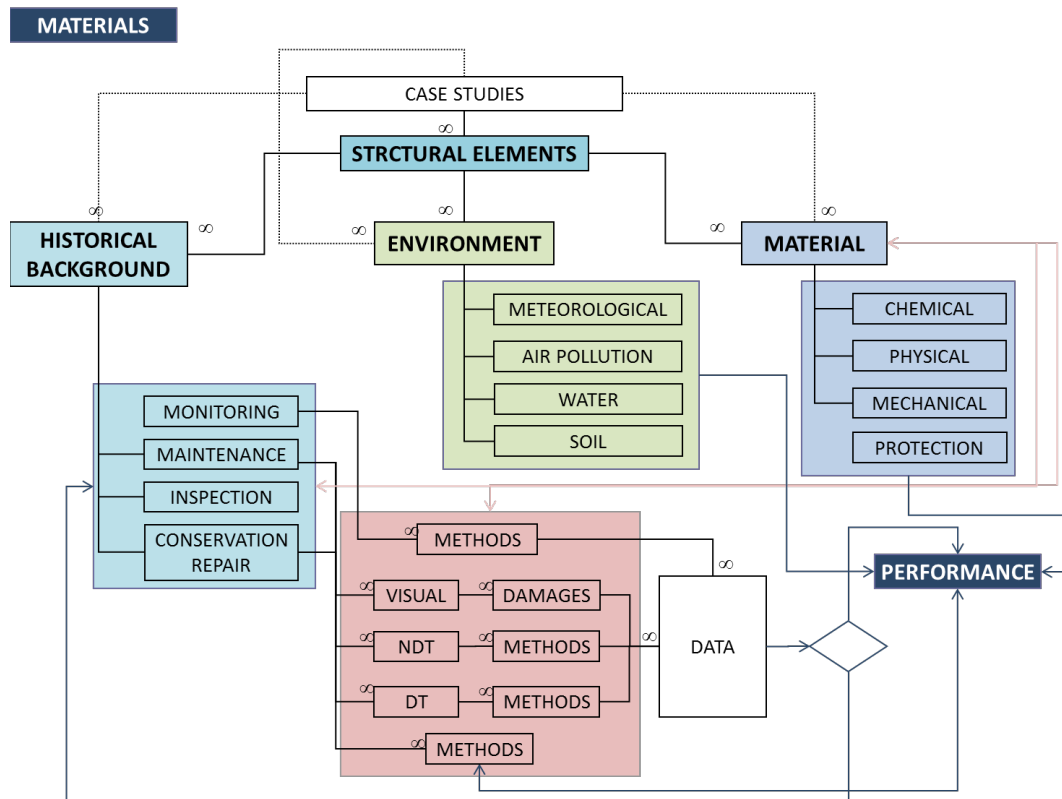 MATERIALS
CASE STUDIES
∞
STRCTURAL ELEMENTS
∞
∞
∞
∞
∞
∞
HISTORICAL
BACKGROUND
ENVIRONMENT
MATERIAL
METEOROLOGICAL
AIR POLLUTION
WATER
SOIL
CHEMICAL
PHYSICAL
MECHANICAL
PROTECTION
MONITORING
MAINTENANCE
INSPECTION
CONSERVATION
REPAIR
∞
METHODS
∞
∞
VISUAL
∞
DAMAGES
∞
NDT
∞
METHODS
∞
DATA
∞
DT
∞
METHODS
∞
METHODS
PERFORMANCE